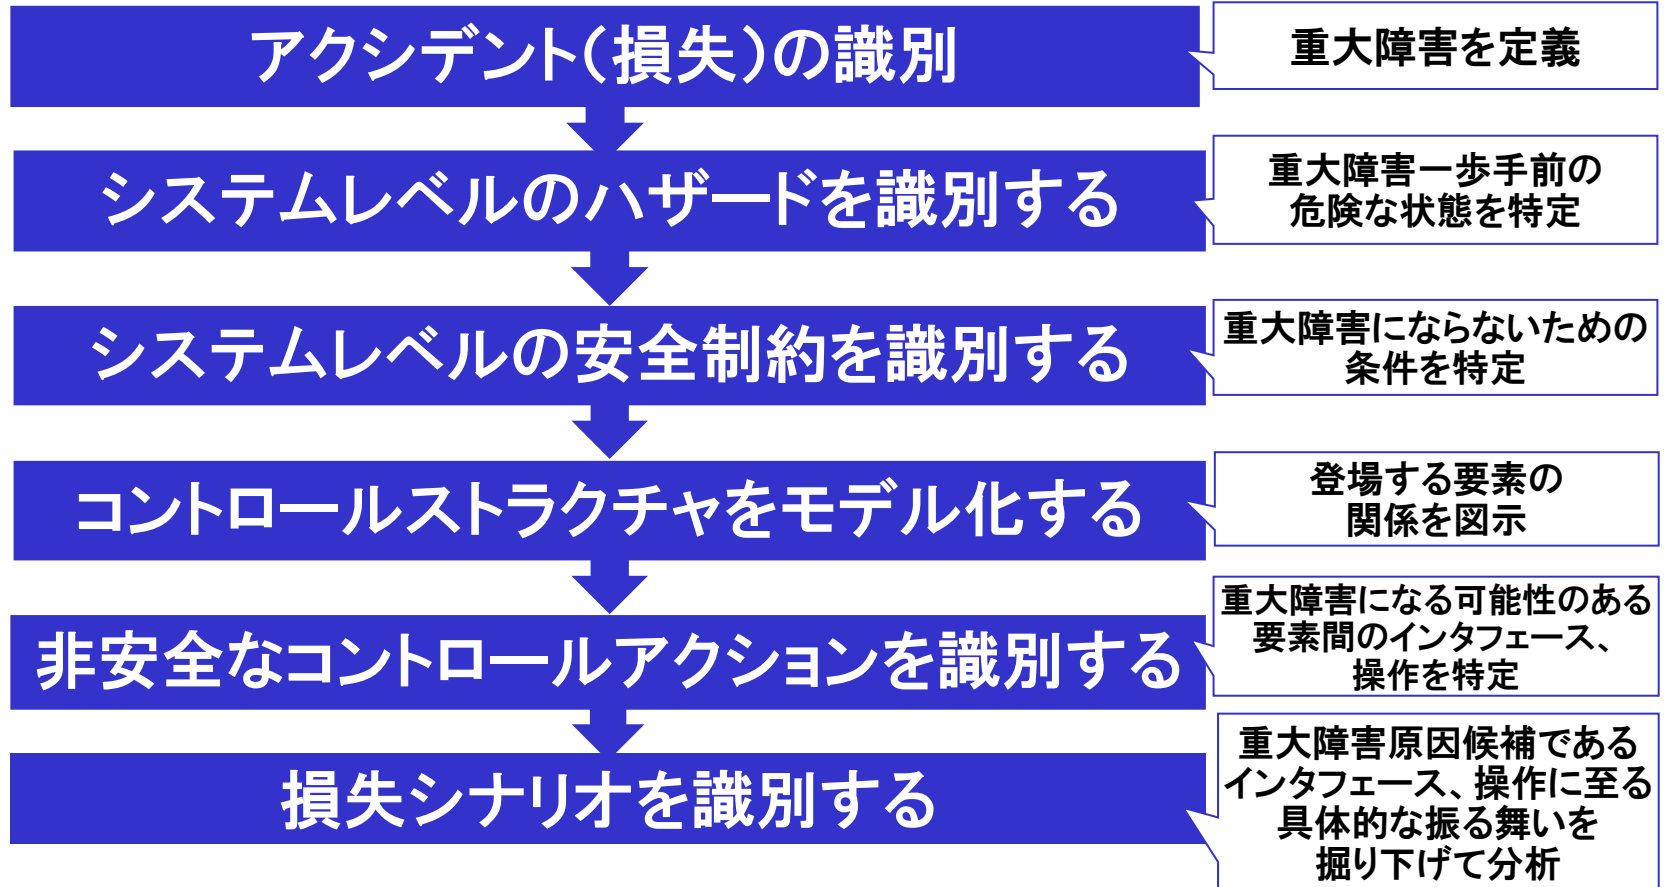 アクシデント(損失)の識別
重大障害を定義
システムレベルのハザードを識別する
重大障害一歩手前の
危険な状態を特定
システムレベルの安全制約を識別する
重大障害にならないための
条件を特定
コントロールストラクチャをモデル化する
登場する要素の
関係を図示
非安全なコントロールアクションを識別する
重大障害になる可能性のある
要素間のインタフェース、
操作を特定
損失シナリオを識別する
重大障害原因候補である
インタフェース、操作に至る
具体的な振る舞いを
掘り下げて分析